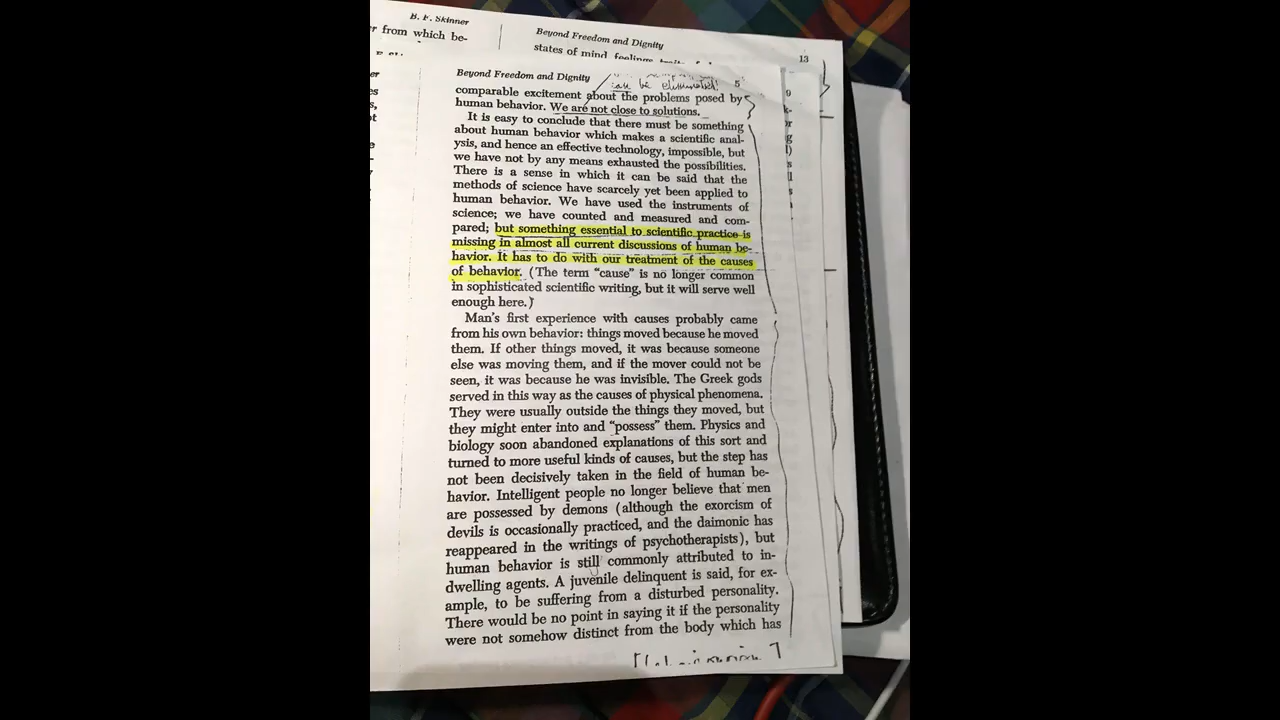 B. F. Skinner
from which be-
Beyond Freedom and Dignity
13
states of mind
Beyond Freedom and Dignity
5
can be eliminated!
comparable excitement about the problems posed by
human behavior. We are not close to solutions.
It is easy to conclude that there must be something
about human behavior which makes a scientific anal-
ysis, and hence an effective technology, impossible, but
we have not by any means exhausted the possibilities.
There is a sense in which it can be said that the
methods of science have scarcely yet been applied to
human behavior. We have used the instruments of
science; we have counted and measured and com-
pared; but something essential to scientific practice is
missing in almost all current discussions of human be-
havior. It has to do with our treatment of the causes
of behavior. (The term “cause” is no longer common
in sophisticated scientific writing, but it will serve well
enough here.)
Man’s first experience with causes probably came
from his own behavior: things moved because he moved
them. If other things moved, it was because someone
else was moving them, and if the mover could not be
seen, it was because he was invisible. The Greek gods
served in this way as the causes of physical phenomena.
They were usually outside the things they moved, but
they might enter into and “possess” them. Physics and
biology soon abandoned explanations of this sort and
turned to more useful kinds of causes, but the step has
not been decisively taken in the field of human be-
havior. Intelligent people no longer believe that men
are possessed by demons (although the exorcism of
devils is occasionally practiced, and the daimonic has
reappeared in the writings of psychotherapists), but
human behavior is still commonly attributed to in-
dwelling agents. A juvenile delinquent is said, for ex-
ample, to be suffering from a disturbed personality.
There would be no point in saying it if the personality
were not somehow distinct from the body which has
9